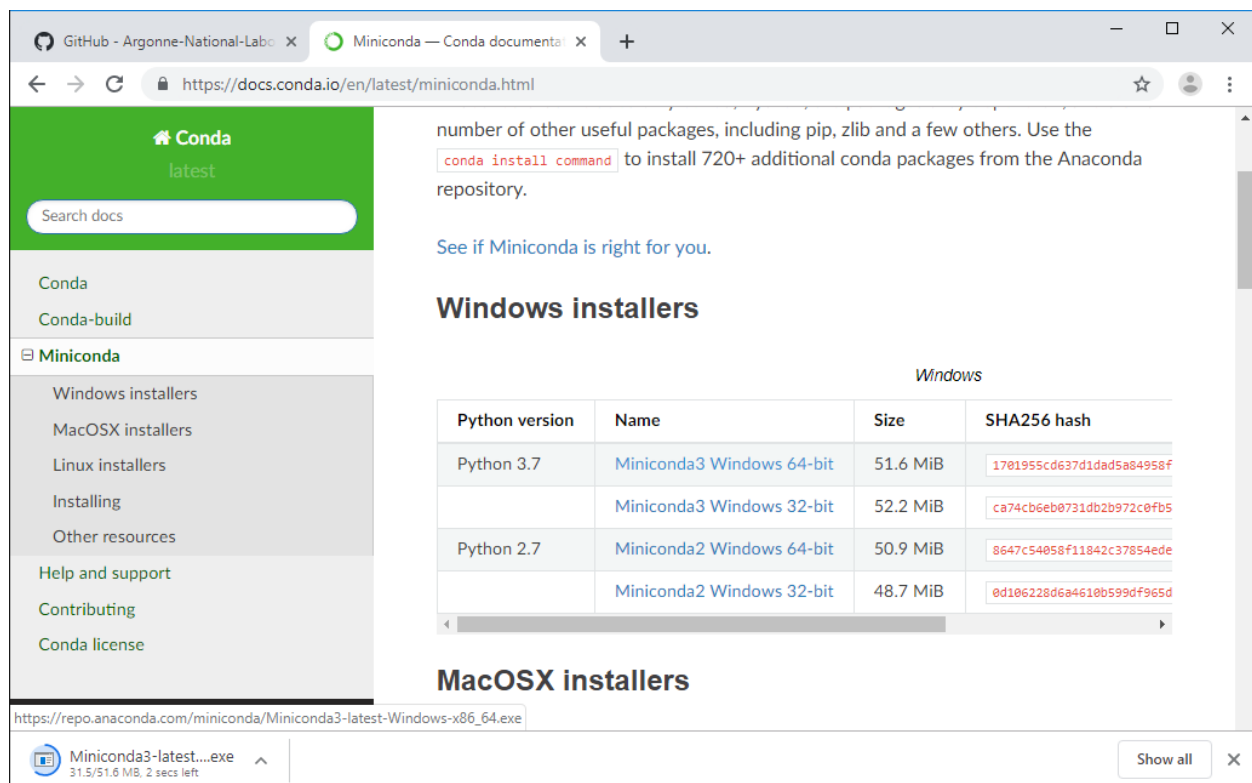 GitHub - Argonne-National-Labo
Miniconda — Conda documentat
https://docs.conda.io/en/latest/miniconda.html
Conda
latest
Search docs
Conda
Conda-build
Miniconda
Windows installers
MacOSX installers
Linux installers
Installing
Other resources
Help and support
Contributing
Conda license
number of other useful packages, including pip, zlib and a few others. Use the
conda install command to install 720+ additional conda packages from the Anaconda
repository.
See if Miniconda is right for you.
Windows installers
Windows
Python version Name Size SHA256 hash
Python 3.7 Miniconda3 Windows 64-bit 51.6 MiB 1701955cd637d1dad5a84958f
Miniconda3 Windows 32-bit 52.2 MiB ca74cb6eb0731db2b972c0fb5
Python 2.7 Miniconda2 Windows 64-bit 50.9 MiB 8647c54058f11842c37854ede
Miniconda2 Windows 32-bit 48.7 MiB 0d106228d6a4610b599df965d
MacOSX installers
https://repo.anaconda.com/miniconda/Miniconda3-latest-Windows-x86_64.exe
Miniconda3-latest....exe
31.5/51.6 MB, 2 secs left
Show all